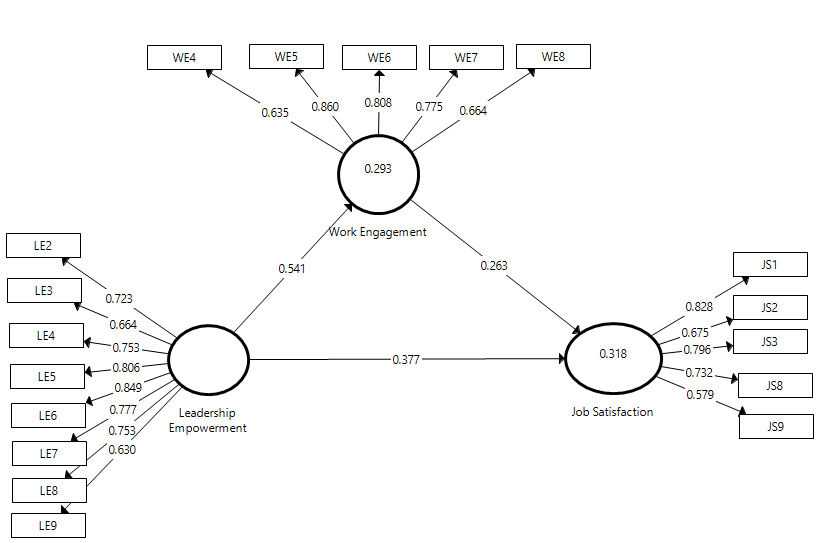 WE4
WE5
WE6
WE7
WE8
0.635
0.860
0.808
0.775
0.664
0.293
Work Engagement
LE2
LE3
LE4
LE5
LE6
LE7
LE8
LE9
0.723
0.664
0.753
0.806
0.849
0.777
0.753
0.630
Leadership
Empowerment
0.541
0.263
0.377
0.318
Job Satisfaction
0.828
0.675
0.796
0.732
0.579
JS1
JS2
JS3
JS8
JS9